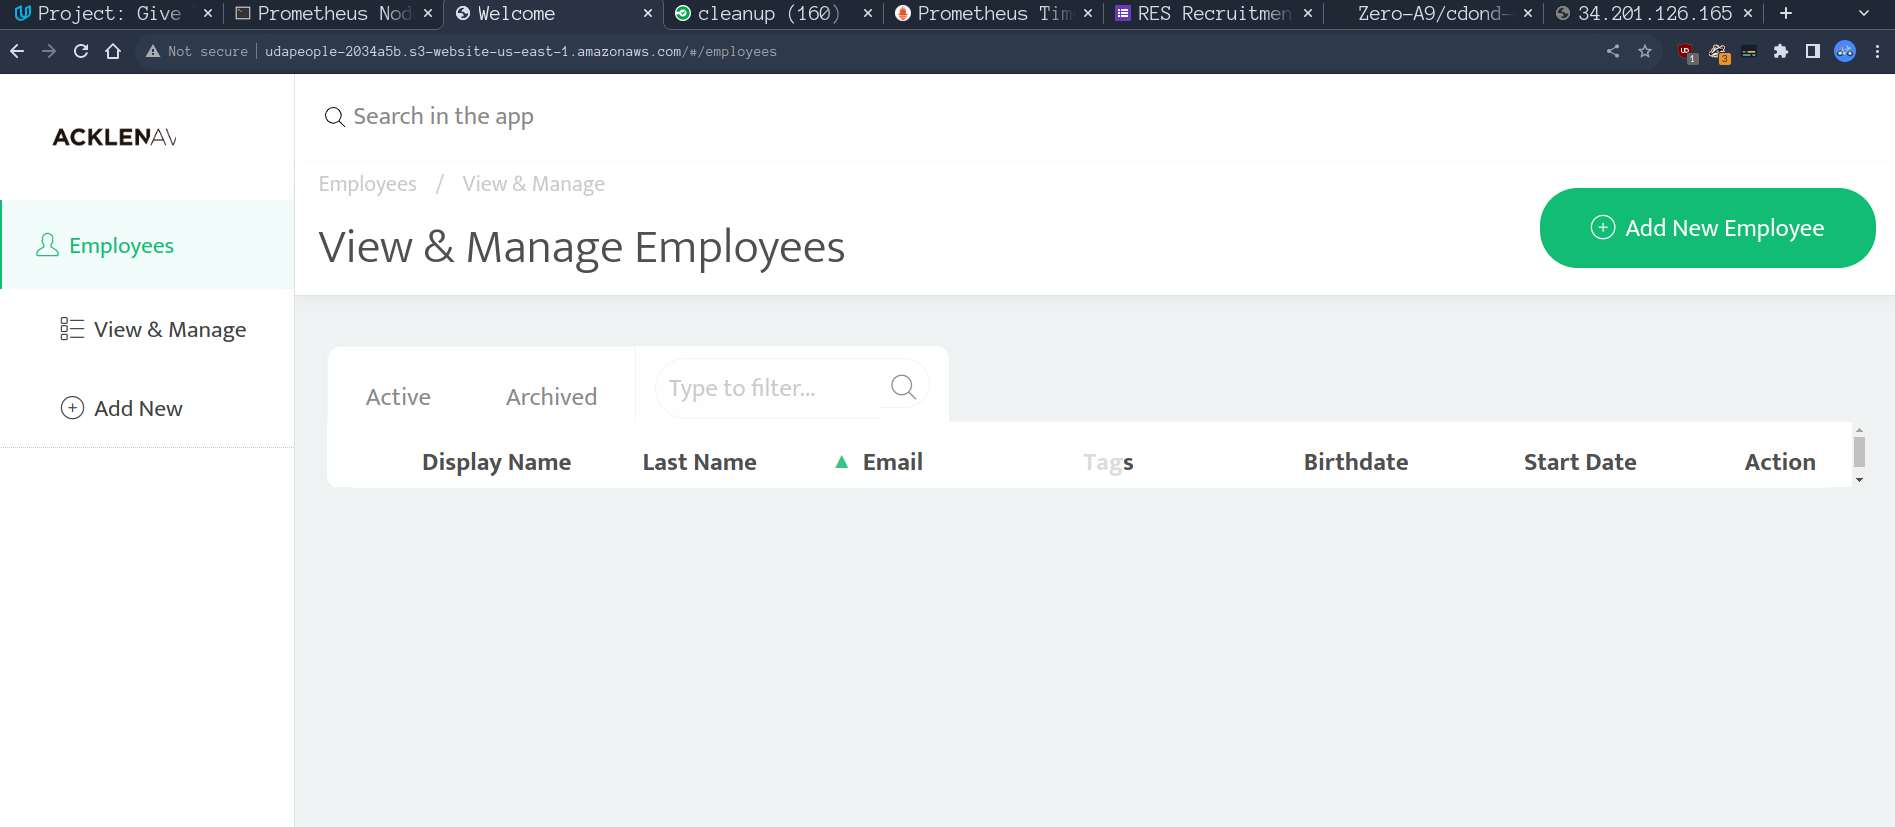 Project: Give
Prometheus Nod
Welcome
cleanup (160)
Prometheus Tim
RES Recruitmen
Zero-A9/cdond-
34.201.126.165
Not secure
udapeople-2034a5b.s3-website-us-east-1.amazonaws.com/#/employees
1
3
ACKLENAV
Search in the app
Employees / View & Manage
Add New Employee
View & Manage Employees
Employees
View & Manage
Add New
Active
Archived
Type to filter...
Display Name
Last Name
▲ Email
Tags
Birthdate
Start Date
Action